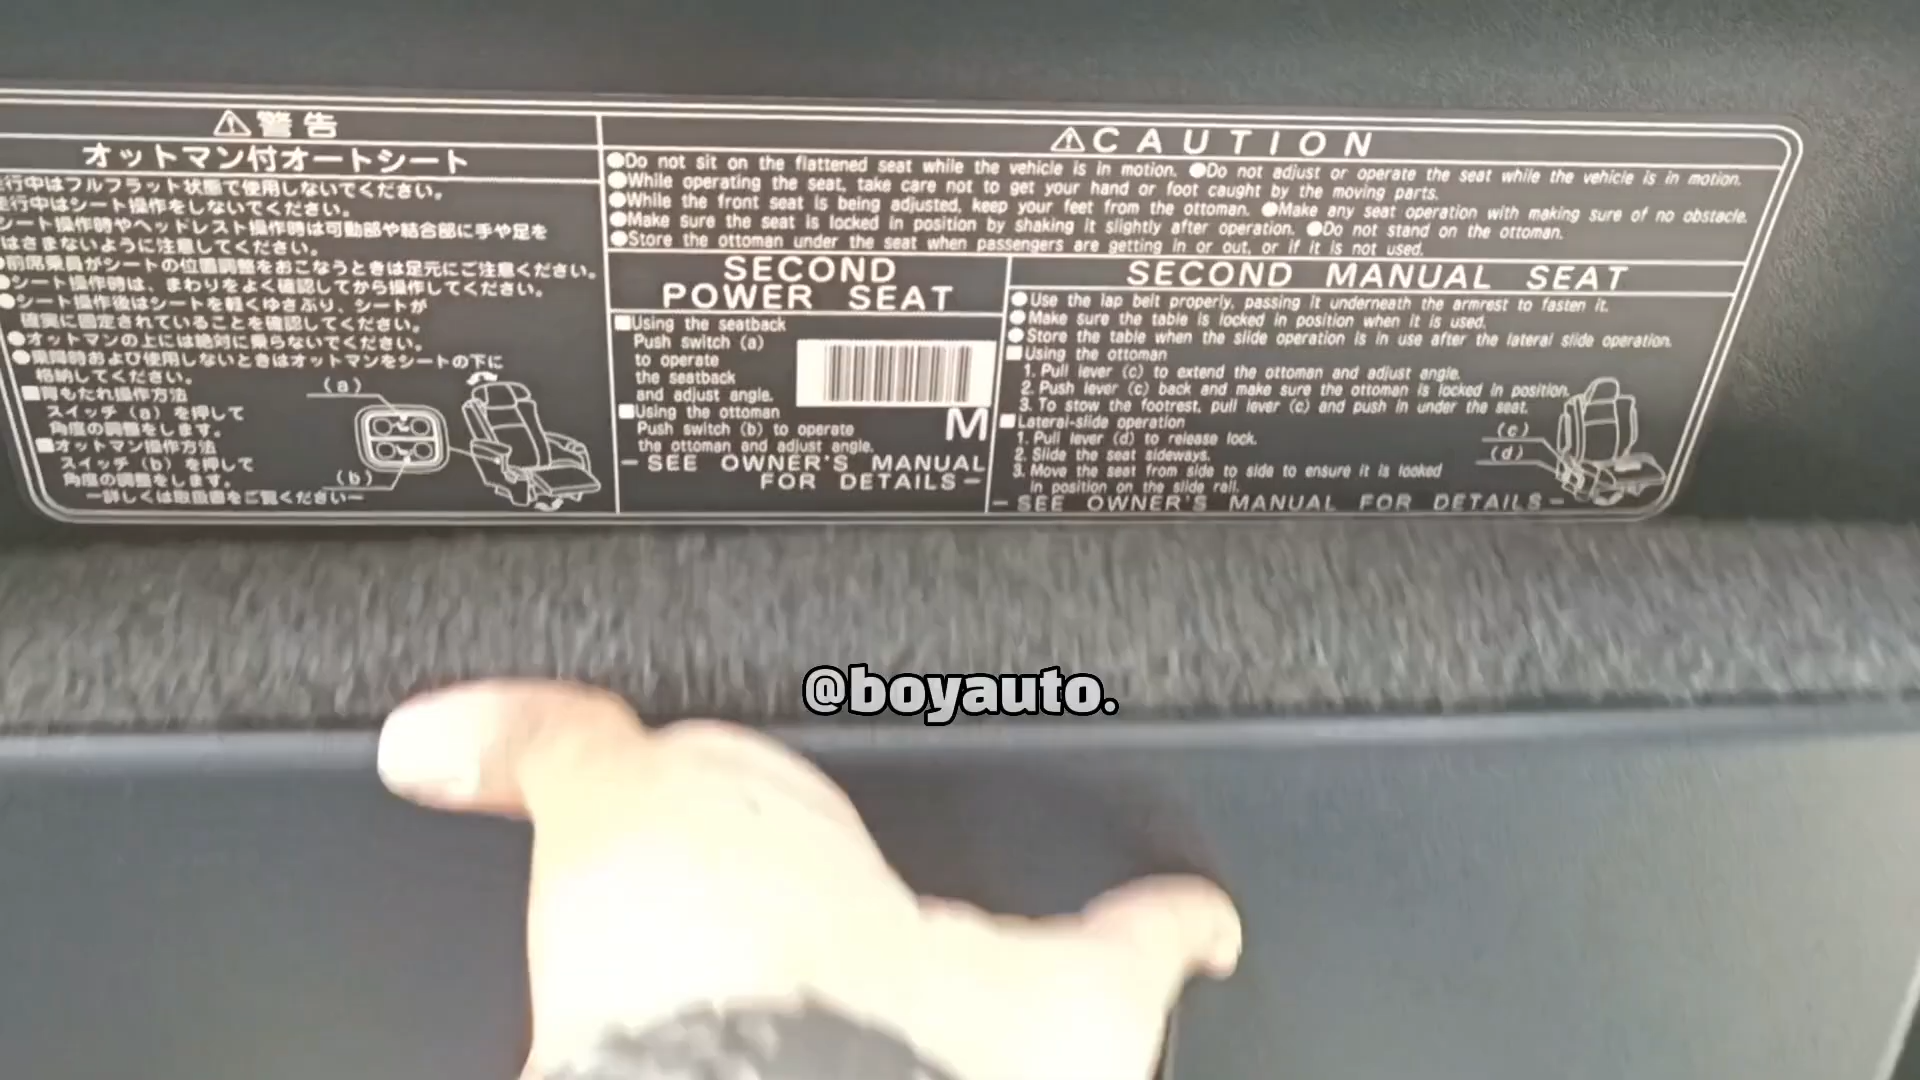 ⚠警告
オットマン付オートシート
行中はフルフラット状態で使用しないでください。
行中はシート操作をしないでください。
シート操作時やヘッドレスト操作時は可動部や結合部に手や足を
はさまないように注意してください。
●前席乗員がシートの位置調整をおこなうときは足元にご注意ください。
●シート操作時は、まわりをよく確認してから操作してください。
●シート操作後はシートを軽くゆさぶり、シートが
確実に固定されていることを確認してください。
●オットマンの上には絶対に乗らないでください。
●乗降時および使用しないときはオットマンをシートの下に
格納してください。
■背もたれ操作方法
スイッチ（a）を押して
角度の調整をします。
■オットマン操作方法
スイッチ（b）を押して
角度の調整をします。
ー詳しくは取扱書をご覧くださいー
(a)
(b)
⚠CAUTION
●Do not sit on the flattened seat while the vehicle is in motion. ●Do not adjust or operate the seat while the vehicle is in motion.
●While operating the seat, take care not to get your hand or foot caught by the moving parts.
●While the front seat is being adjusted, keep your feet from the ottoman. ●Make any seat operation with making sure of no obstacle.
●Make sure the seat is locked in position by shaking it slightly after operation. ●Do not stand on the ottoman.
●Store the ottoman under the seat when passengers are getting in or out, or if it is not used.
SECOND
POWER SEAT
■Using the seatback
Push switch (a)
to operate
the seatback
and adjust angle.
■Using the ottoman
Push switch (b) to operate
the ottoman and adjust angle.
M
- SEE OWNER'S MANUAL
FOR DETAILS -
SECOND MANUAL SEAT
●Use the lap belt properly, passing it underneath the armrest to fasten it.
●Make sure the table is locked in position when it is used.
●Store the table when the slide operation is in use after the lateral slide operation.
■Using the ottoman
1. Pull lever (c) to extend the ottoman and adjust angle.
2. Push lever (c) back and make sure the ottoman is locked in position.
3. To stow the footrest, pull lever (c) and push in under the seat.
■Lateral-slide operation
1. Pull lever (d) to release lock.
2. Slide the seat sideways.
3. Move the seat from side to side to ensure it is locked
in position on the slide rail.
(c)
(d)
- SEE OWNER'S MANUAL FOR DETAILS -
@boyauto.